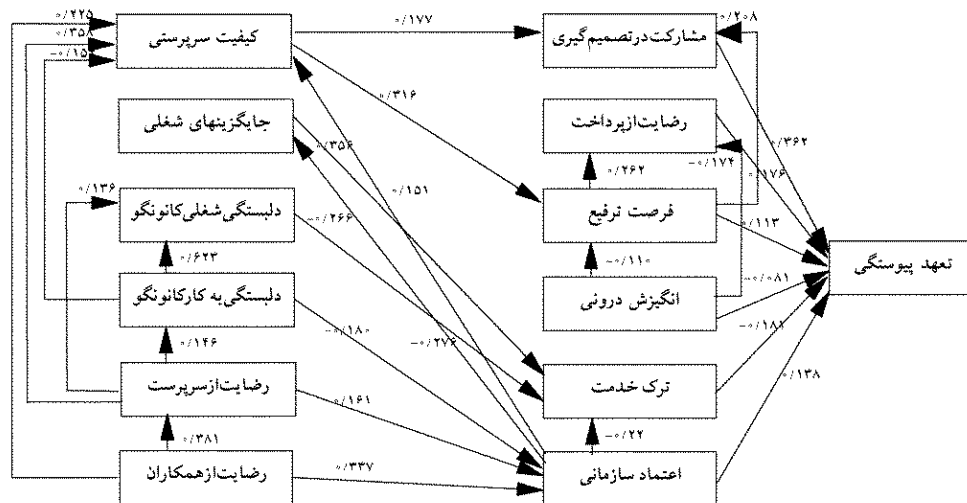 ۰/۲۲۵
۰/۳۵۸
-۰/۱۵
کیفیت سرپرستی
۰/۱۷۷
مشارکت در تصمیم گیری
۰/۲۰۸
۰/۳۱۶
جایگزینهای شغلی
رضایت از پرداخت
۰/۳۵۶
۰/۱۵۱
۰/۲۶۲
-۰/۱۷۴
۰/۳۶۲
۰/۱۷۶
۰/۱۳۶
دلبستگی شغلی کانونگو
-۰/۲۶۶
فرصت ترفیع
۰/۱۱۳
۰/۶۲۳
-۰/۱۱۰
تعهد پیوستگی
دلبستگی به کار کانونگو
انگیزش درونی
-۰/۰۸۱
-۰/۱۸۰
-۰/۲۷۶
-۰/۱۸۱
۰/۱۴۶
رضایت از سرپرست
۰/۱۶۱
ترک خدمت
۰/۱۳۸
۰/۳۸۱
-۰/۲۲
رضایت از همکاران
۰/۳۳۷
اعتماد سازمانی